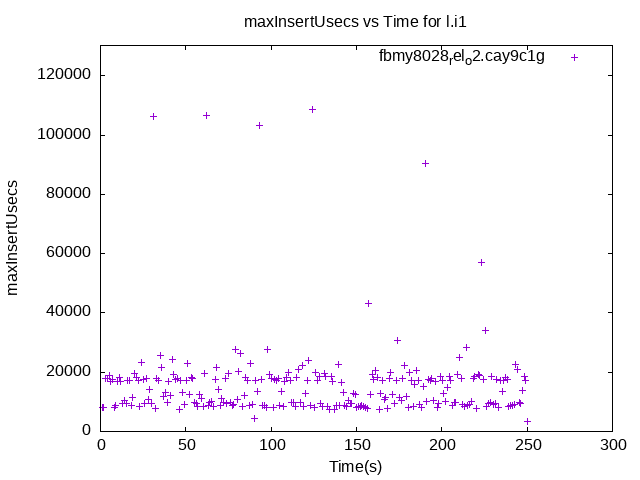 maxInsertUsecs vs Time for l.i1
fbmy8028relo2.cay9c1g
120000
100000
80000
60000
40000
20000
0
maxInsertUsecs
0 50 100 150 200 250 300
Time(s)